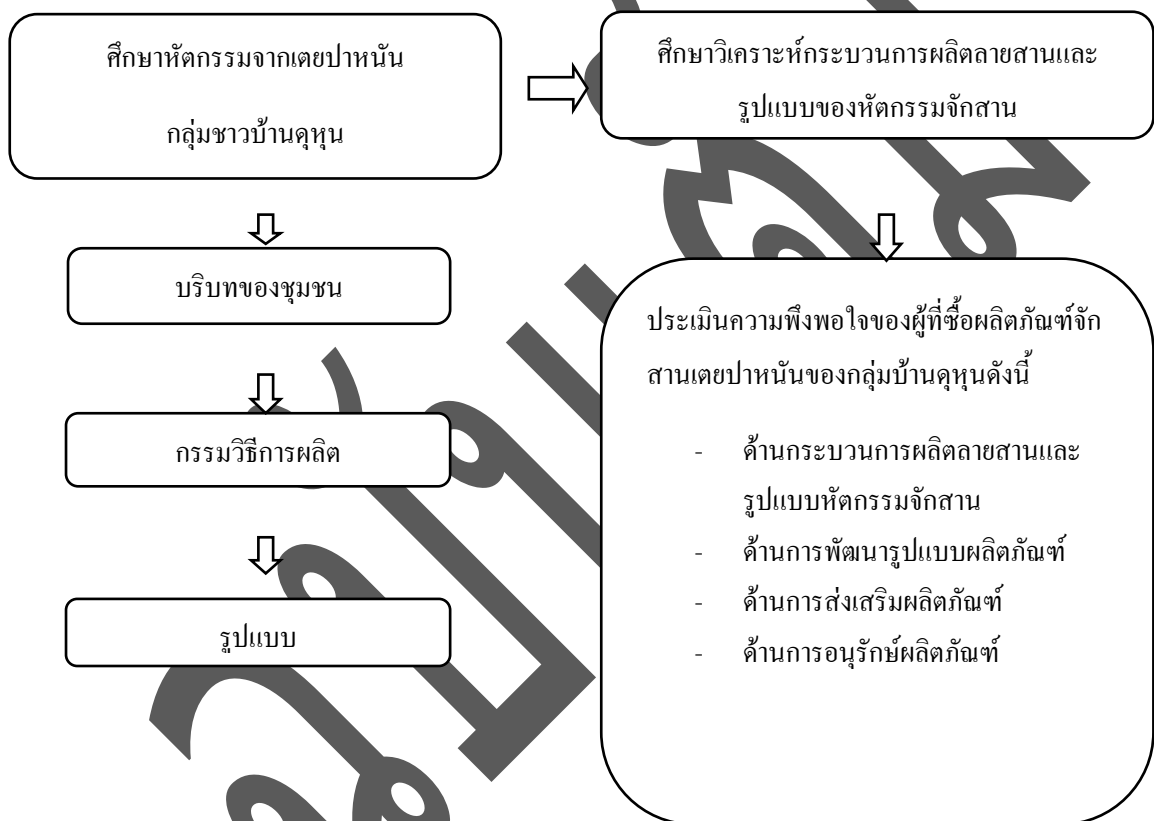 ศึกษาหัตกรรมจากเตยปาหนัน
กลุ่มชาวบ้านดุหุน
บริบทของชุมชน
กรรมวิธีการผลิต
รูปแบบ
ศึกษาวิเคราะห์กระบวนการผลิตลายสานและ
รูปแบบของหัตกรรมจักสาน
ประเมินความพึงพอใจของผู้ที่ซื้อผลิตภัณฑ์จัก
สานเตยปาหนันของกลุ่มบ้านดุหุนดังนี้
- ด้านกระบวนการผลิตลายสานและ
รูปแบบหัตกรรมจักสาน
- ด้านการพัฒนารูปแบบผลิตภัณฑ์
- ด้านการส่งเสริมผลิตภัณฑ์
- ด้านการอนุรักษ์ผลิตภัณฑ์